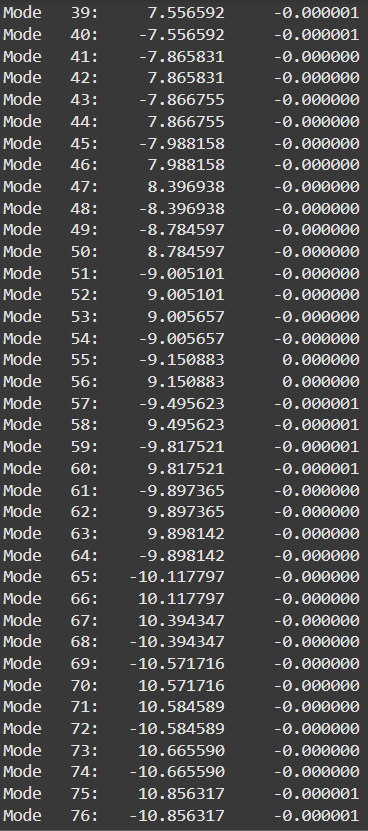 Mode   39:     7.556592     -0.000001
Mode   40:    -7.556592     -0.000001
Mode   41:    -7.865831     -0.000000
Mode   42:     7.865831     -0.000000
Mode   43:    -7.866755     -0.000000
Mode   44:     7.866755     -0.000000
Mode   45:    -7.988158     -0.000000
Mode   46:     7.988158     -0.000000
Mode   47:     8.396938     -0.000000
Mode   48:    -8.396938     -0.000000
Mode   49:    -8.784597     -0.000000
Mode   50:     8.784597     -0.000000
Mode   51:    -9.005101     -0.000000
Mode   52:     9.005101     -0.000000
Mode   53:     9.005657     -0.000000
Mode   54:    -9.005657     -0.000000
Mode   55:    -9.150883      0.000000
Mode   56:     9.150883      0.000000
Mode   57:    -9.495623     -0.000001
Mode   58:     9.495623     -0.000001
Mode   59:    -9.817521     -0.000001
Mode   60:     9.817521     -0.000001
Mode   61:    -9.897365     -0.000000
Mode   62:     9.897365     -0.000000
Mode   63:     9.898142     -0.000000
Mode   64:    -9.898142     -0.000000
Mode   65:   -10.117797     -0.000000
Mode   66:    10.117797     -0.000000
Mode   67:    10.394347     -0.000000
Mode   68:   -10.394347     -0.000000
Mode   69:   -10.571716     -0.000000
Mode   70:    10.571716     -0.000000
Mode   71:    10.584589     -0.000000
Mode   72:   -10.584589     -0.000000
Mode   73:    10.665590     -0.000000
Mode   74:   -10.665590     -0.000000
Mode   75:    10.856317     -0.000001
Mode   76:   -10.856317     -0.000001